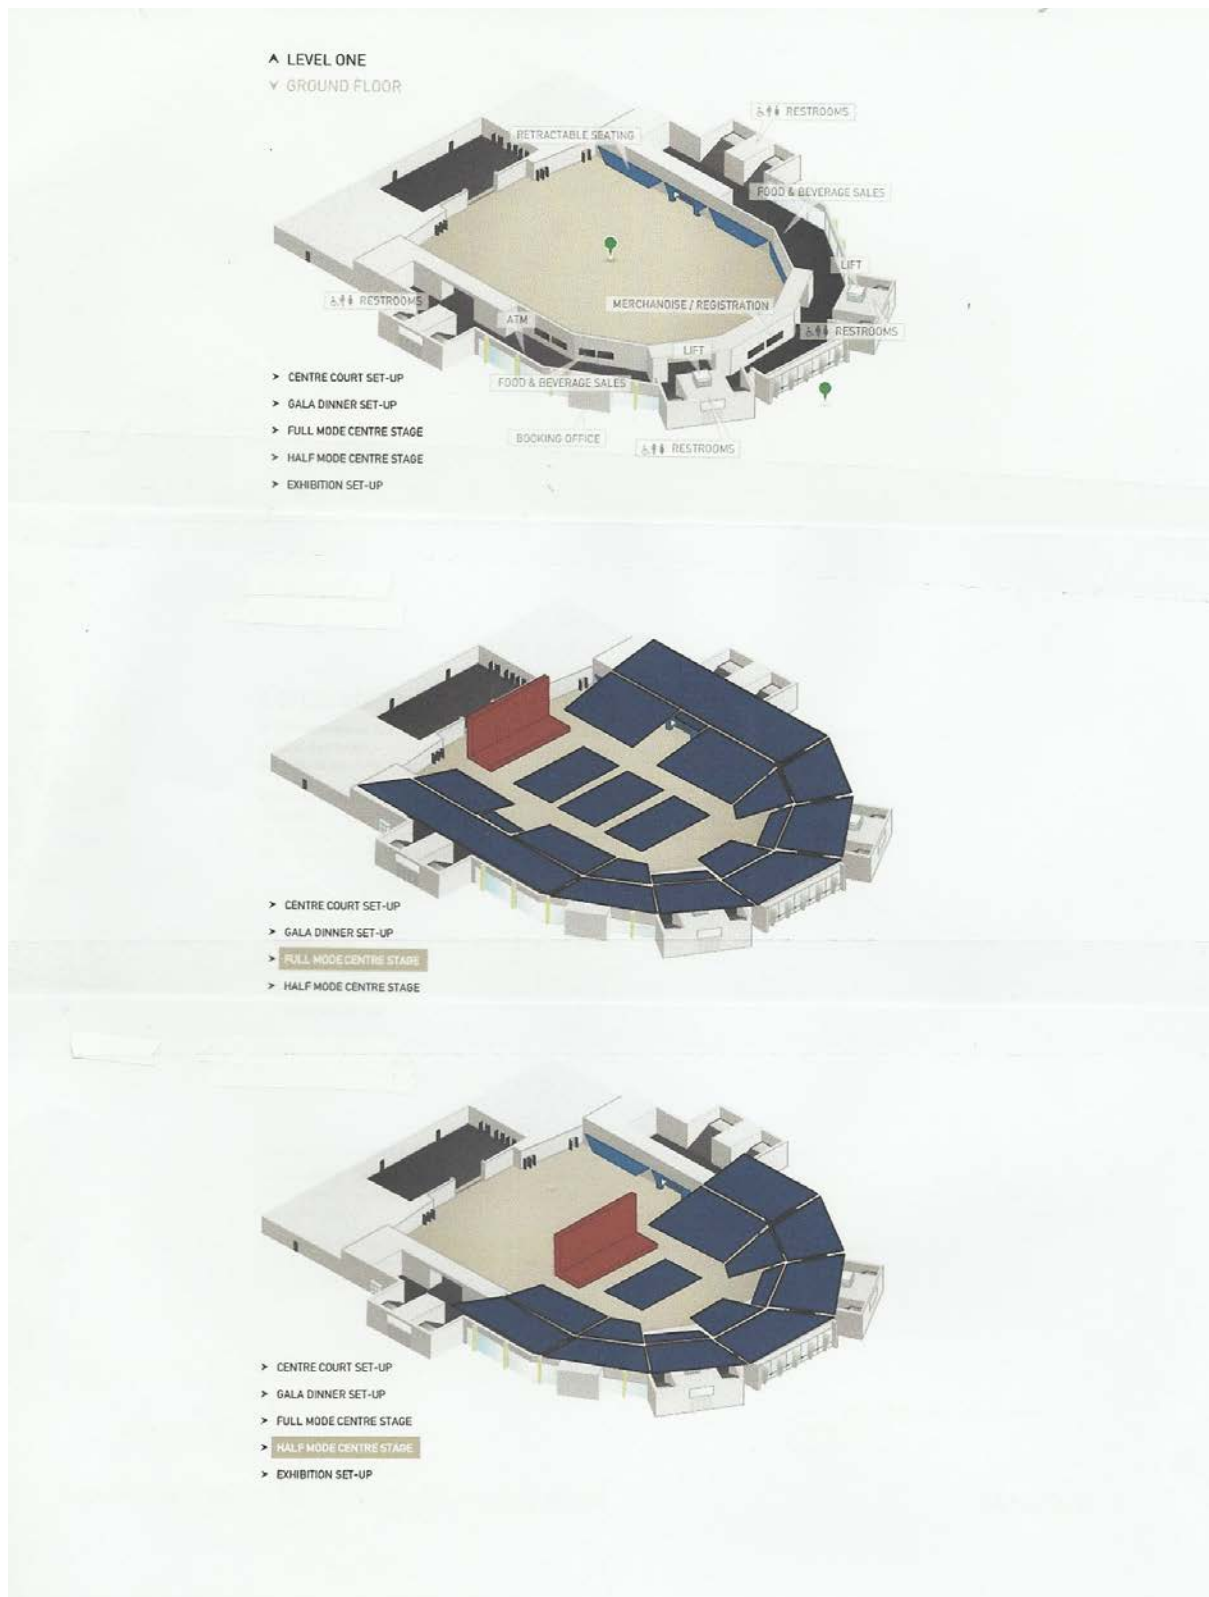 LEVEL ONE
GROUND FLOOR
RESTROOMS
RETRACTABLE SEATING
FOOD & BEVERAGE SALES
LIFT
RESTROOMS
MERCHANDISE / REGISTRATION
ATM
RESTROOMS
LIFT
FOOD & BEVERAGE SALES
BOOKING OFFICE
RESTROOMS
CENTRE COURT SET-UP
GALA DINNER SET-UP
FULL MODE CENTRE STAGE
HALF MODE CENTRE STAGE
EXHIBITION SET-UP
CENTRE COURT SET-UP
GALA DINNER SET-UP
FULL MODE CENTRE STAGE
HALF MODE CENTRE STAGE
CENTRE COURT SET-UP
GALA DINNER SET-UP
FULL MODE CENTRE STAGE
HALF MODE CENTRE STAGE
EXHIBITION SET-UP